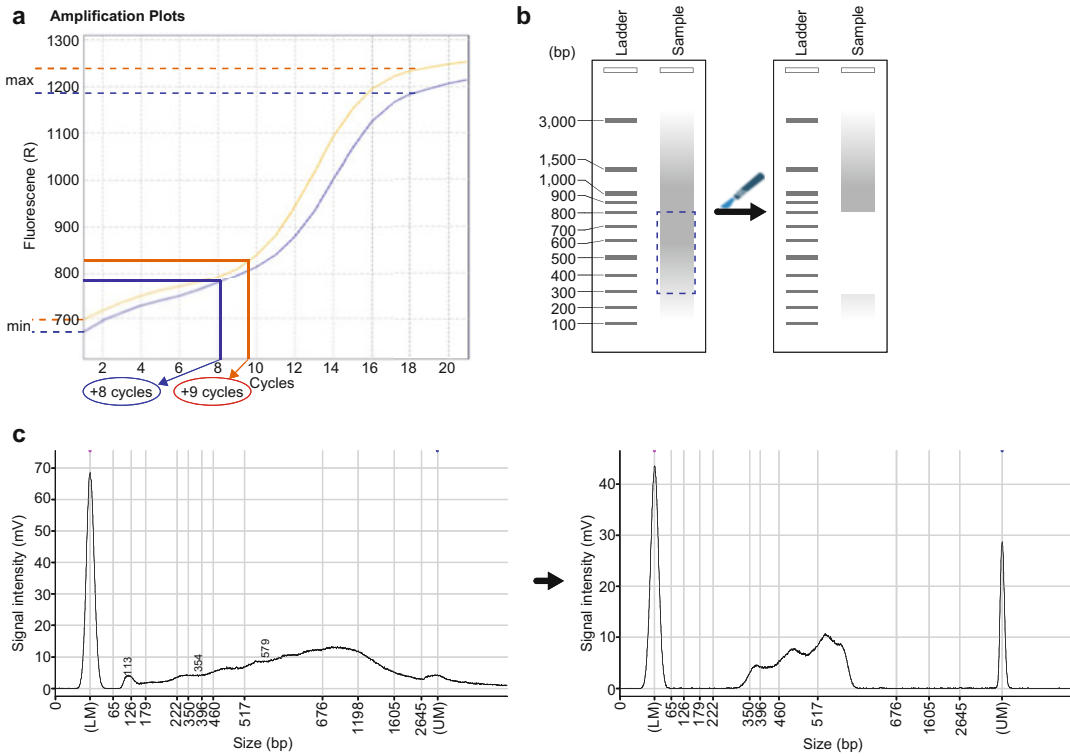 a Amplification Plots
1300
1200
1100
1000
900
800
700
max
min
Fluorescene (R)
2 4 6 8 10 12 14 16 18 20
Cycles
+8 cycles
+9 cycles
b
(bp)
Ladder
Sample
Ladder
Sample
3,000
1,500
1,000
900
800
700
600
500
400
300
200
100
c
Signal intensity (mV)
70
60
50
40
30
20
10
0
113
354
579
0 (LM) 65 126 179 222 350 396 460 517 676 1198 1605 2645 (UM)
Size (bp)
Signal intensity (mV)
40
30
20
10
0
0 (LM) 65 126 179 222 350 396 460 517 676 1605 2645 (UM)
Size (bp)